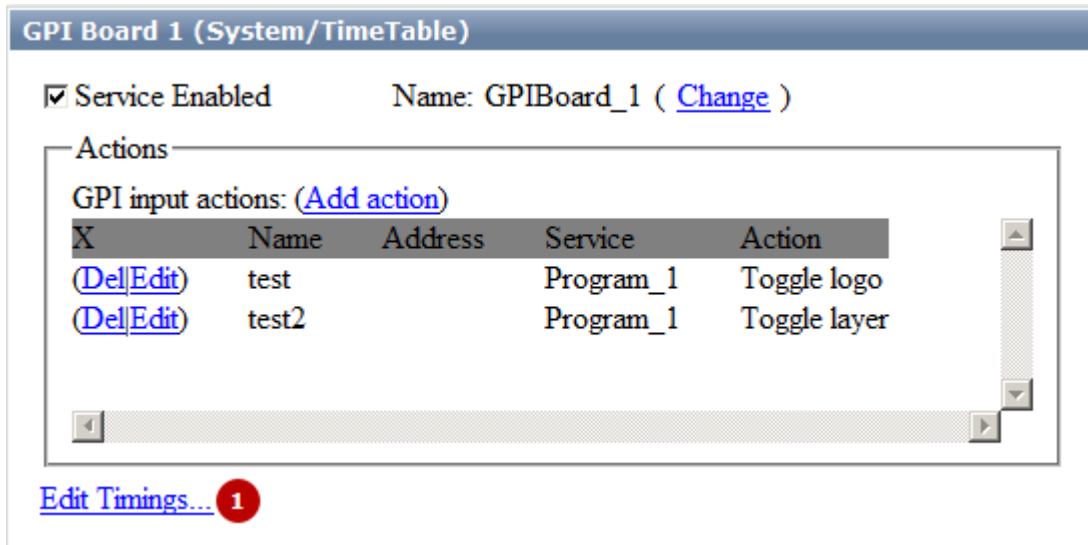 GPI Board 1 (System/TimeTable)
Service Enabled Name: GPIBoard_1 ( Change )
Actions
GPI input actions: (Add action)
X Name Address Service Action
(Del|Edit) test Program_1 Toggle logo
(Del|Edit) test2 Program_1 Toggle layer
Edit Timings... 1